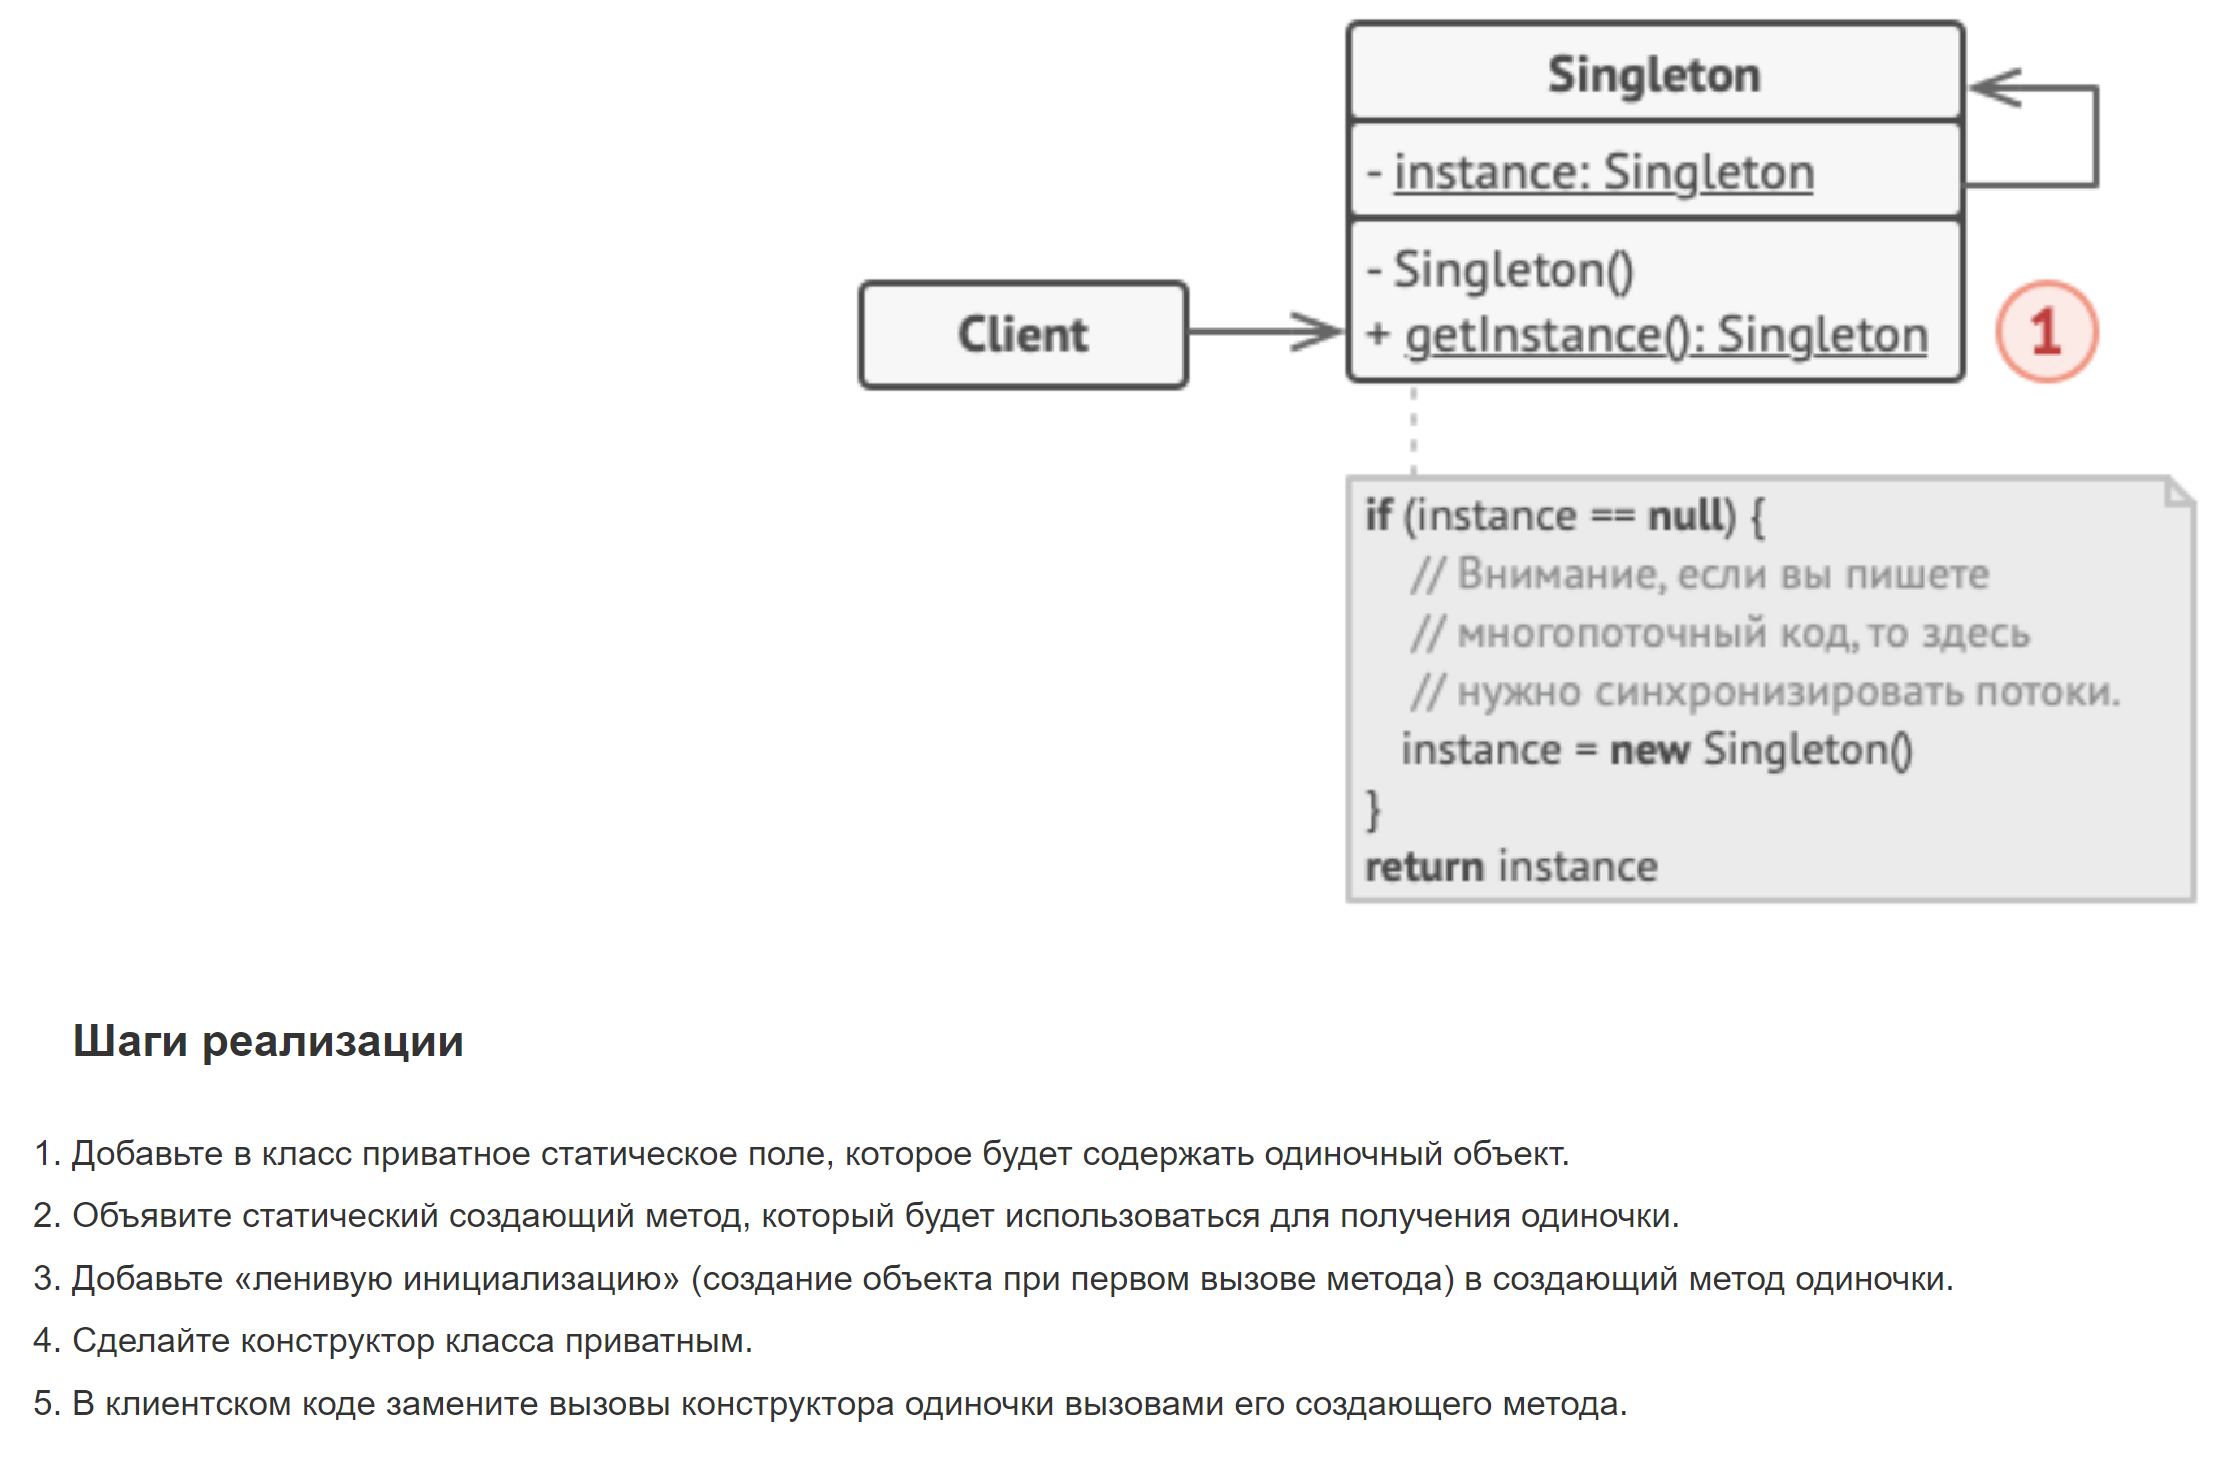 Singleton
- instance: Singleton
- Singleton()
+ getInstance(): Singleton
Client
1
if (instance == null) {
// Внимание, если вы пишете
// многопоточный код, то здесь
// нужно синхронизировать потоки.
instance = new Singleton()
}
return instance
Шаги реализации
1. Добавьте в класс приватное статическое поле, которое будет содержать одиночный объект.
2. Объявите статический создающий метод, который будет использоваться для получения одиночки.
3. Добавьте «ленивую инициализацию» (создание объекта при первом вызове метода) в создающий метод одиночки.
4. Сделайте конструктор класса приватным.
5. В клиентском коде замените вызовы конструктора одиночки вызовами его создающего метода.